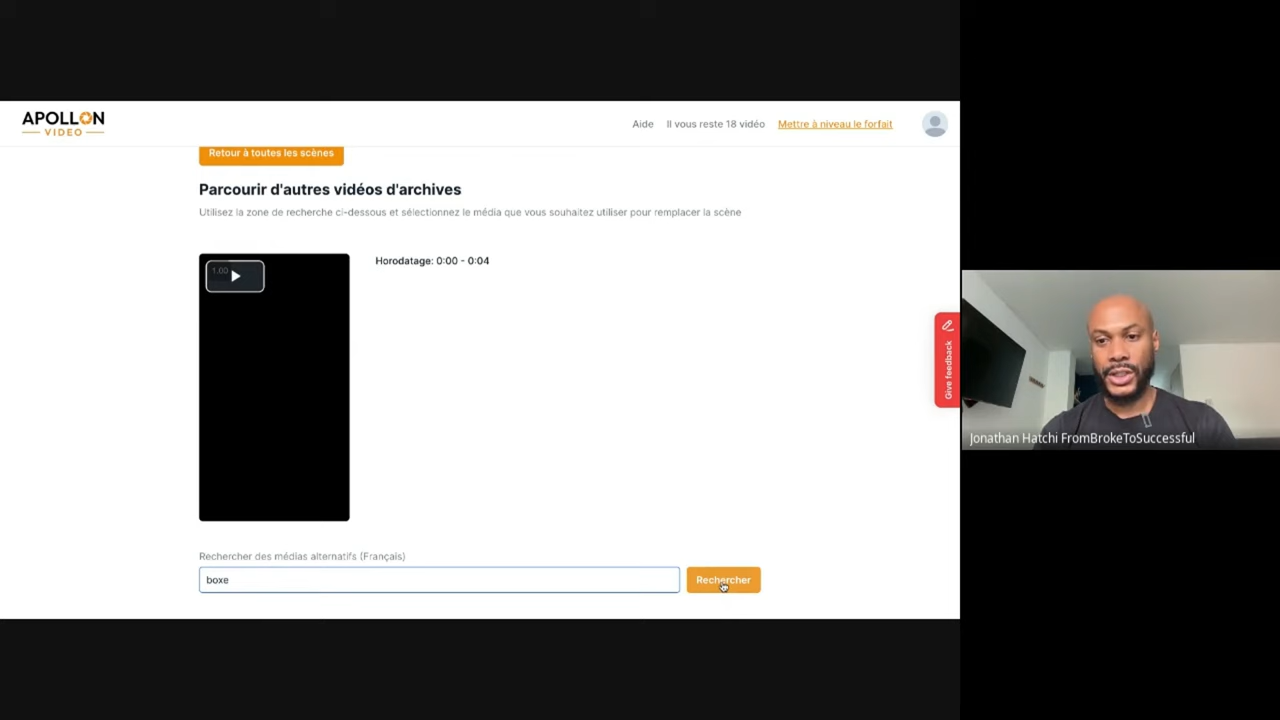 APOLLON
VIDEO
Aide
Il vous reste 18 vidéo
Mettre à niveau le forfait
Retour à toutes les scènes
Parcourir d'autres vidéos d'archives
Utilisez la zone de recherche ci-dessous et sélectionnez le média que vous souhaitez utiliser pour remplacer la scène
1.00
Horodatage: 0:00 - 0:04
Give feedback
Jonathan Hatchi FromBrokeToSuccessful
Rechercher des médias alternatifs (Français)
boxe
Rechercher